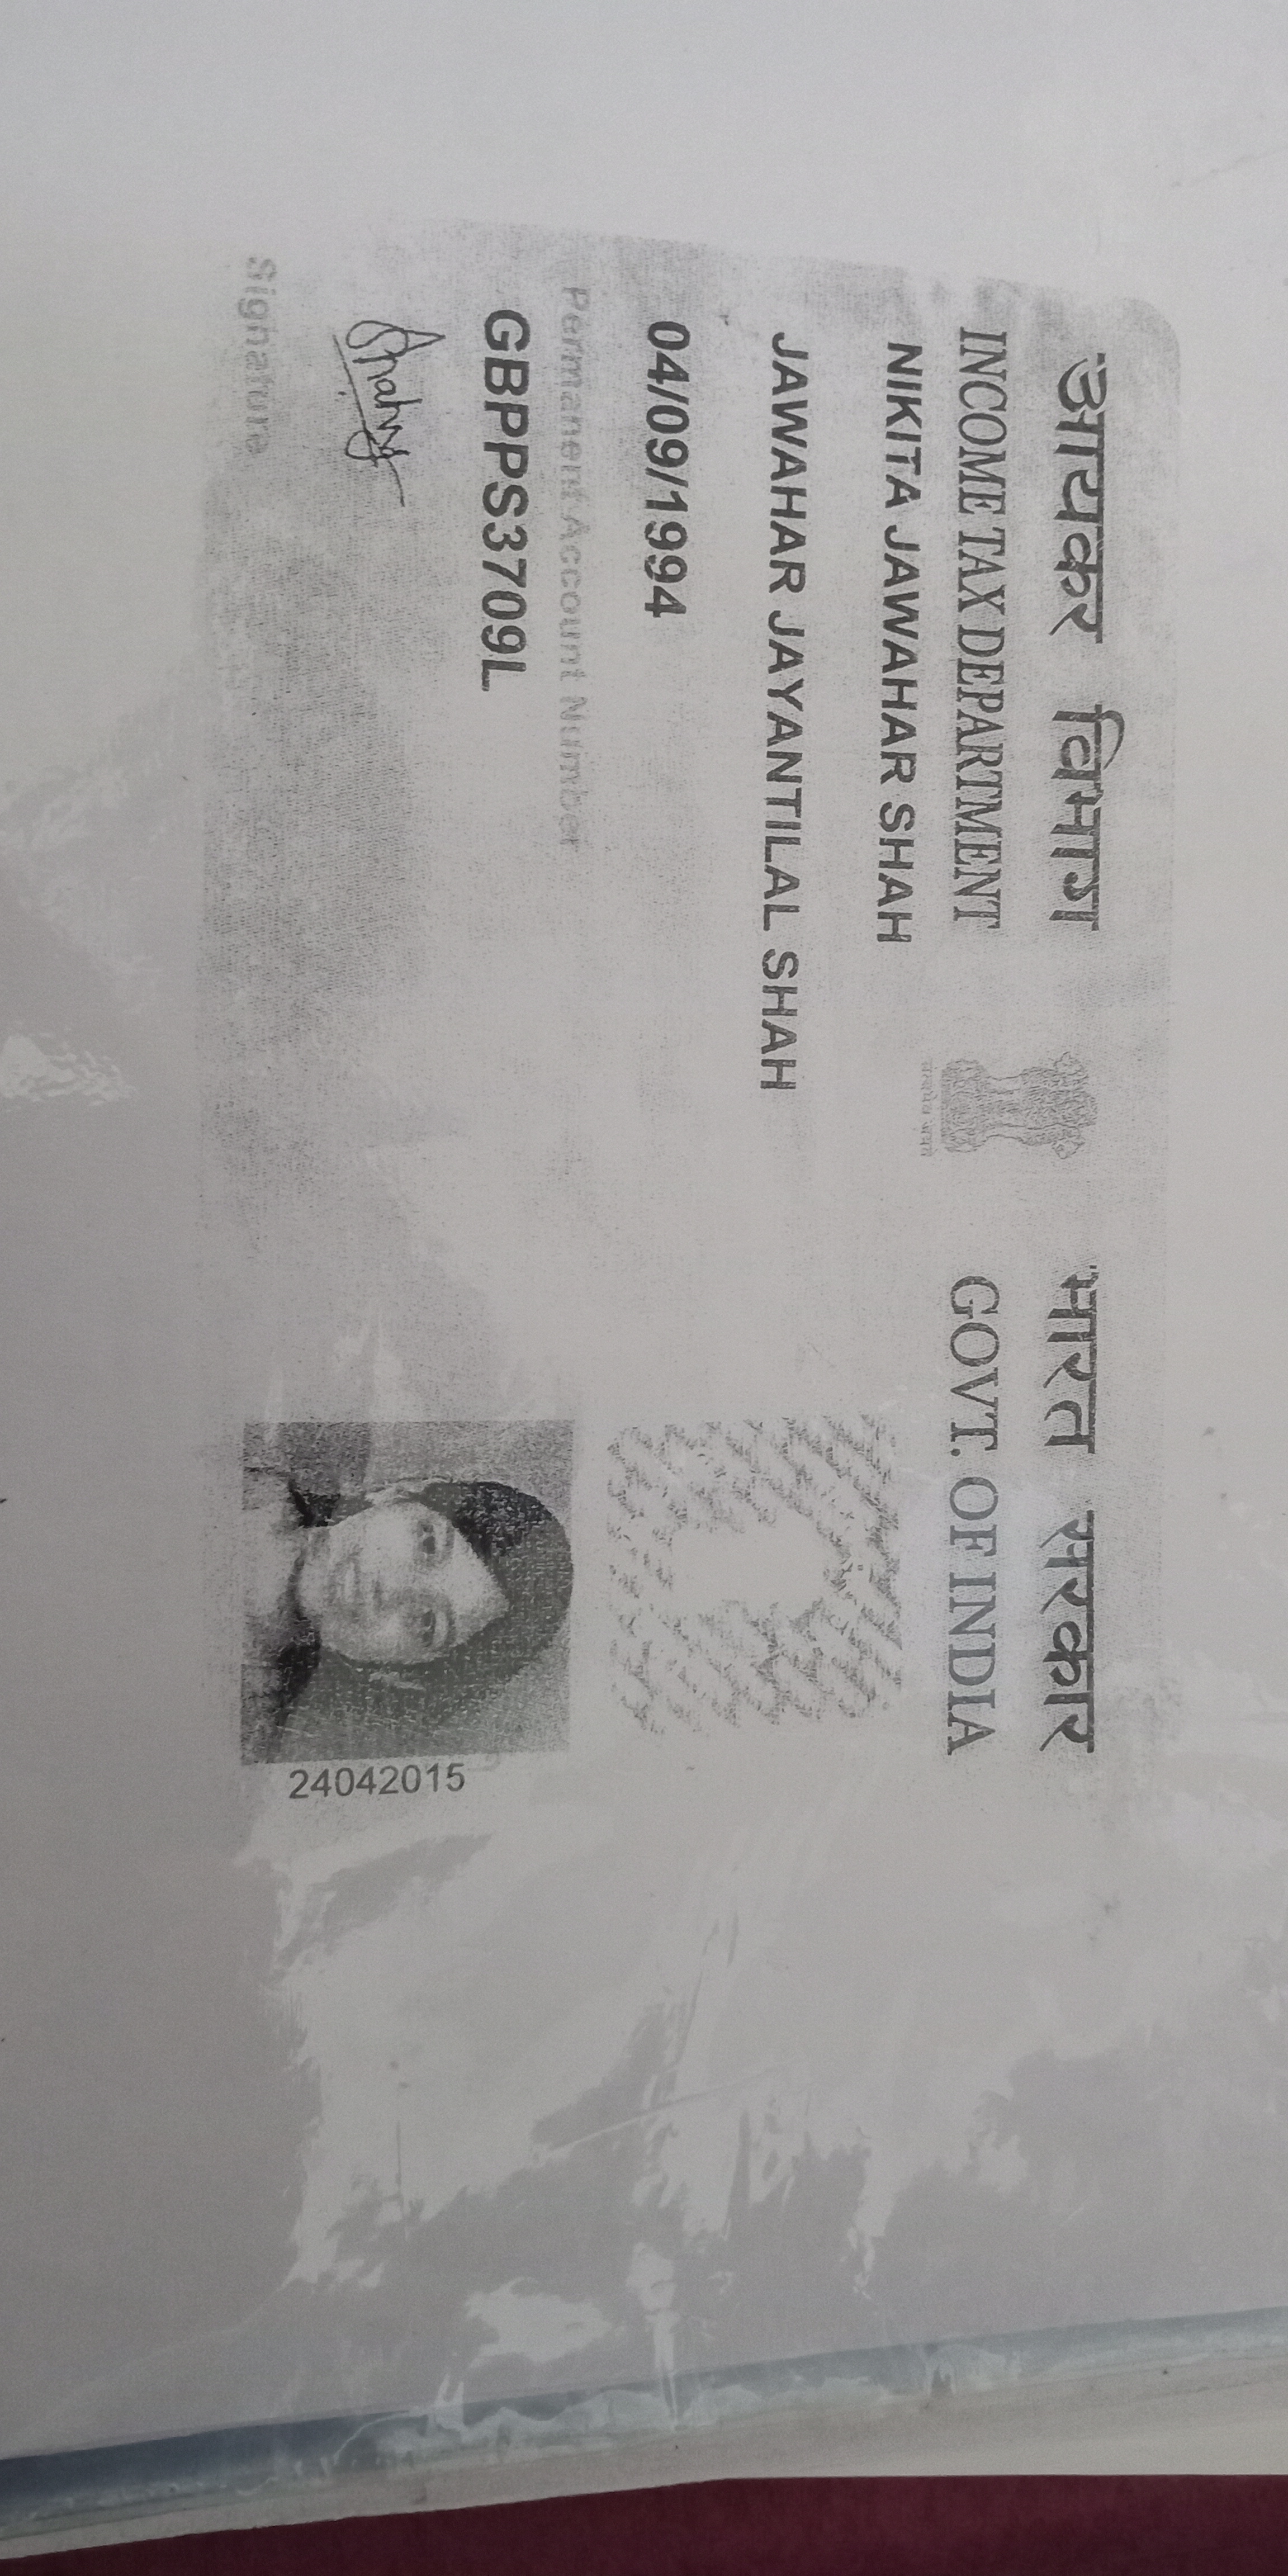 आयकर विभाग
INCOME TAX DEPARTMENT
भारत सरकार
GOVT. OF INDIA
सत्यमेव जयते
NIKITA JAWAHAR SHAH
JAWAHAR JAYANTILAL SHAH
04/09/1994
Permanent Account Number
GBPPS3709L
Signature
24042015